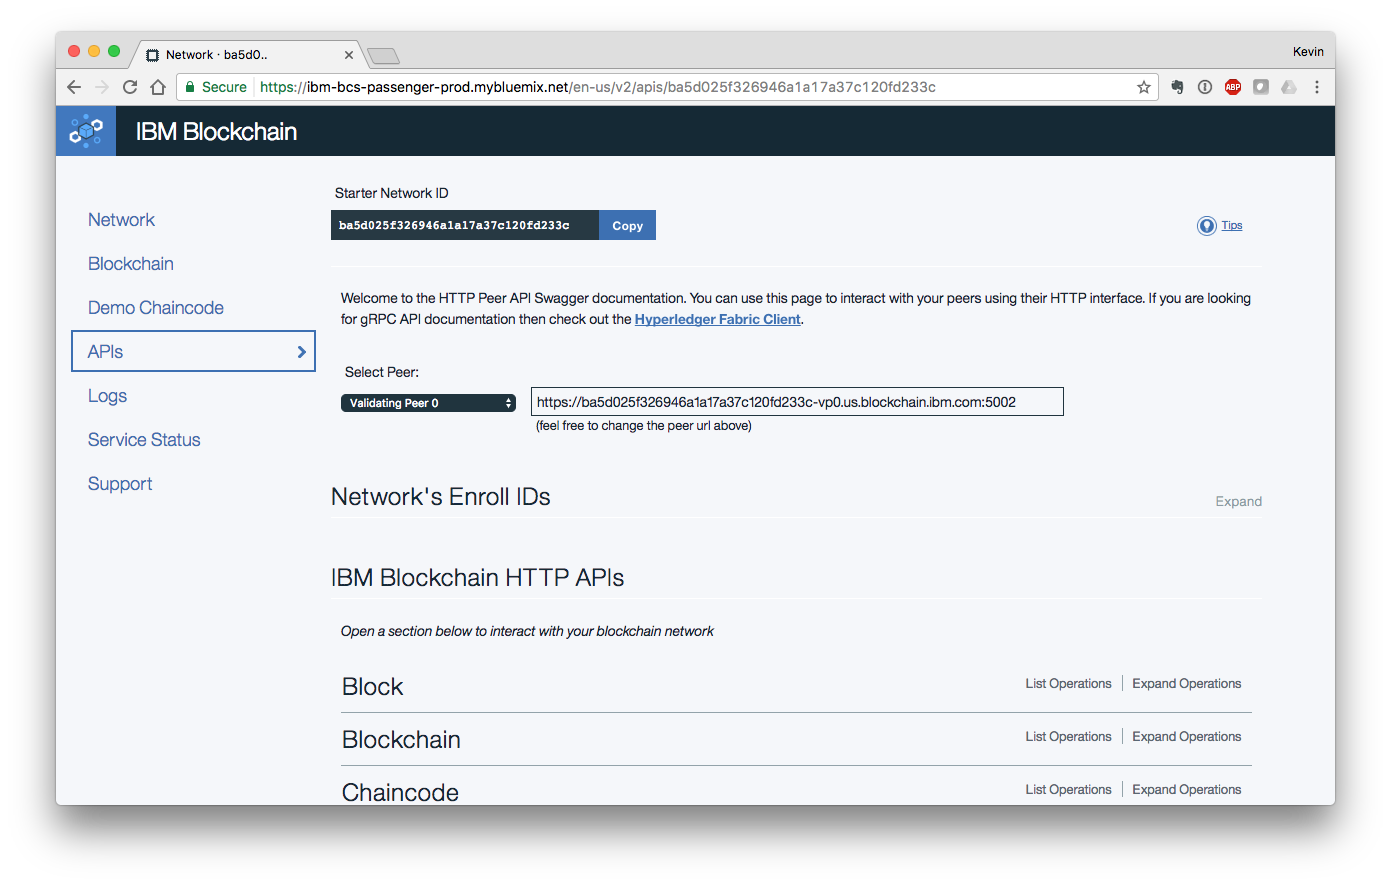 Network · ba5d0..
Kevin
Secure https://ibm-bcs-passenger-prod.mybluemix.net/en-us/v2/apis/ba5d025f326946a1a17a37c120fd233c
ABP
IBM Blockchain
Network
Blockchain
Demo Chaincode
APIs
Logs
Service Status
Support
Starter Network ID
ba5d025f326946a1a17a37c120fd233c Copy
Tips
Welcome to the HTTP Peer API Swagger documentation. You can use this page to interact with your peers using their HTTP interface. If you are looking
for gRPC API documentation then check out the Hyperledger Fabric Client.
Select Peer:
Validating Peer 0 https://ba5d025f326946a1a17a37c120fd233c-vp0.us.blockchain.ibm.com:5002
(feel free to change the peer url above)
Network's Enroll IDs Expand
IBM Blockchain HTTP APIs
Open a section below to interact with your blockchain network
Block List Operations Expand Operations
Blockchain List Operations Expand Operations
Chaincode List Operations Expand Operations